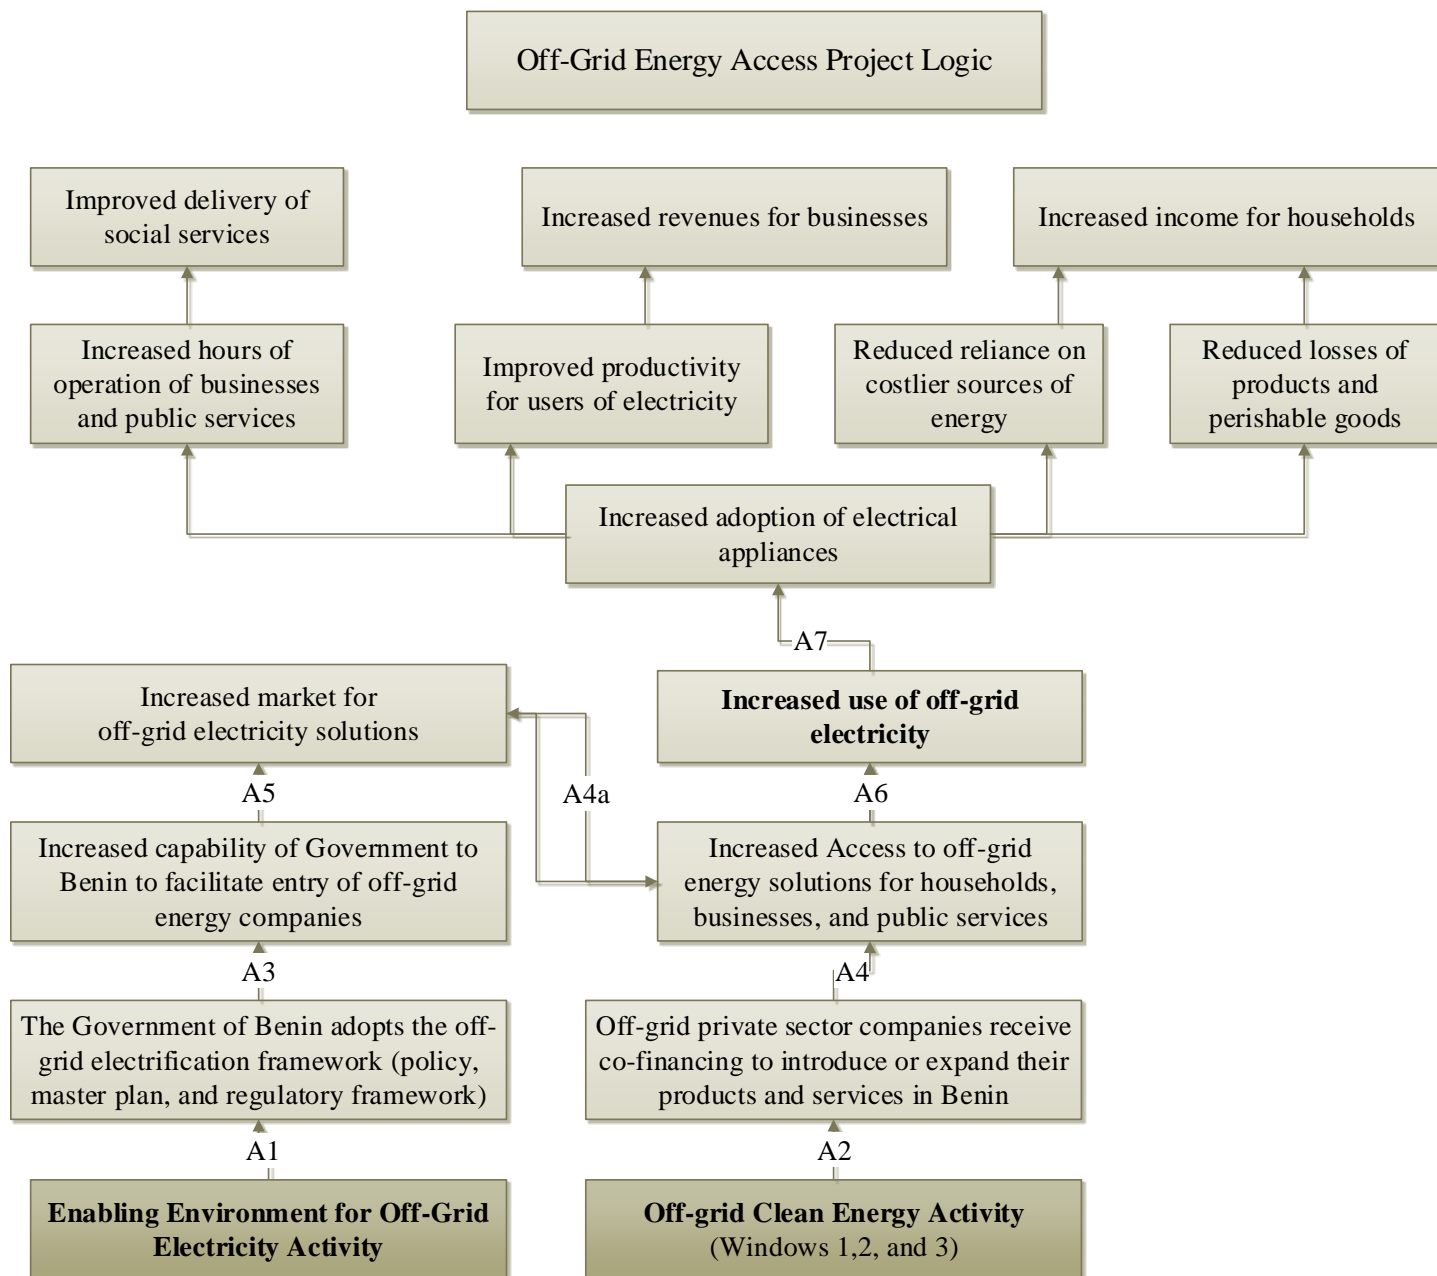 Off-Grid Energy Access Project Logic
Improved delivery of
social services
Increased revenues for businesses
Increased income for households
Increased hours of
operation of businesses
and public services
Improved productivity
for users of electricity
Reduced reliance on
costlier sources of
energy
Reduced losses of
products and
perishable goods
Increased adoption of electrical
appliances
A7
Increased market for
off-grid electricity solutions
Increased use of off-grid
electricity
A5
A4a
A6
Increased capability of Government to
Benin to facilitate entry of off-grid
energy companies
Increased Access to off-grid
energy solutions for households,
businesses, and public services
A3
A4
The Government of Benin adopts the off-
grid electrification framework (policy,
master plan, and regulatory framework)
Off-grid private sector companies receive
co-financing to introduce or expand their
products and services in Benin
A1
A2
Enabling Environment for Off-Grid
Electricity Activity
Off-grid Clean Energy Activity
(Windows 1,2, and 3)